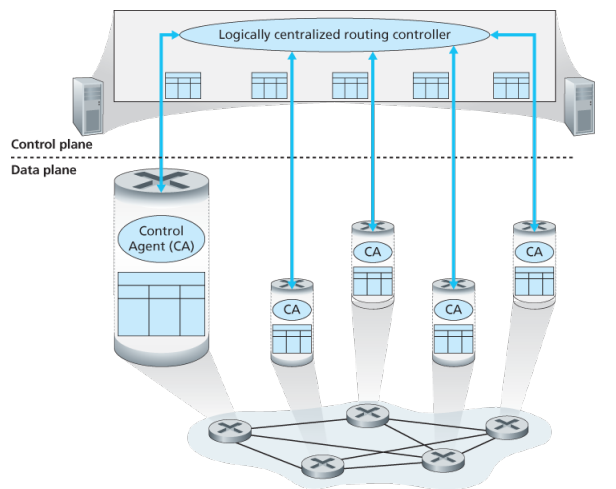 Logically centralized routing controller
Control plane
Data plane
Control
Agent (CA)
CA
CA
CA
CA